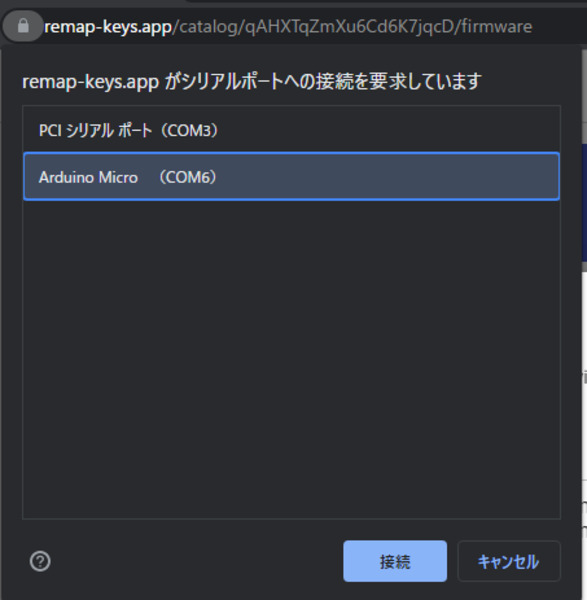 remap-keys.app/catalog/qAHXTqZmXu6Cd6K7jqcD/firmware
remap-keys.app がシリアルポートへの接続を要求しています
PCI シリアル ポート（COM3）
Arduino Micro （COM6）
接続
キャンセル